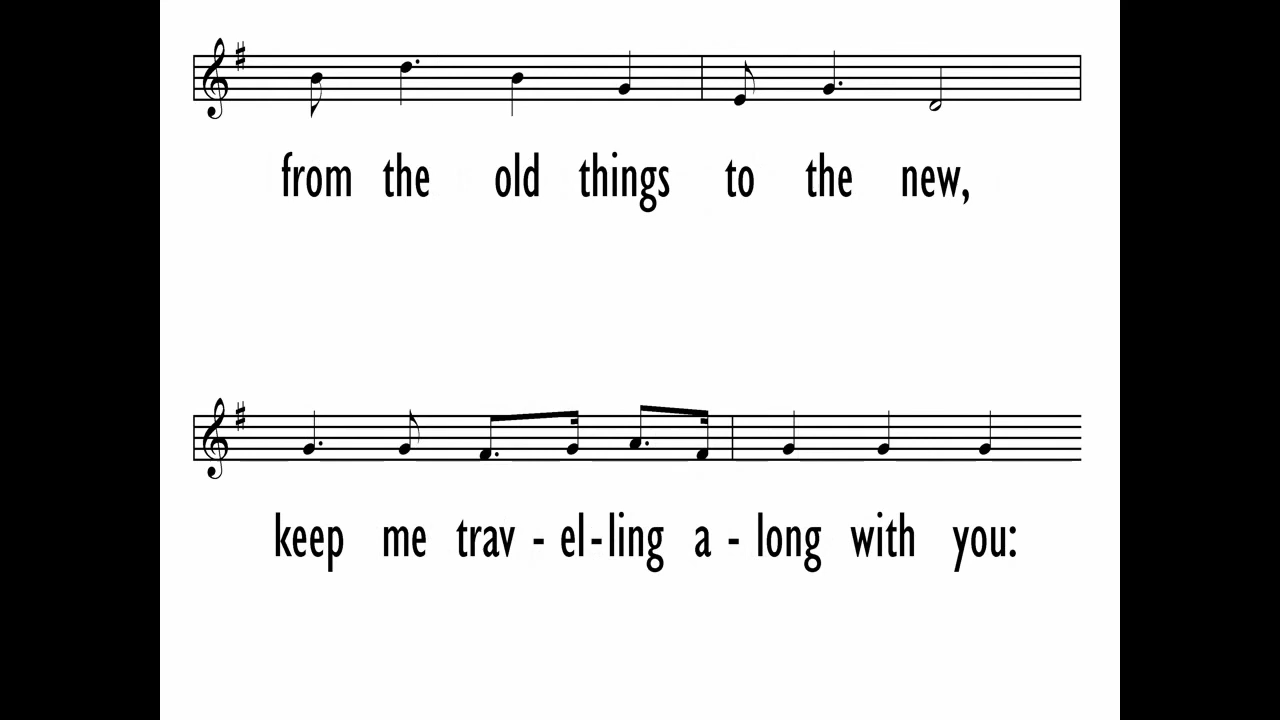 from the old things to the new,
keep me trav - el - ling a - long with you: